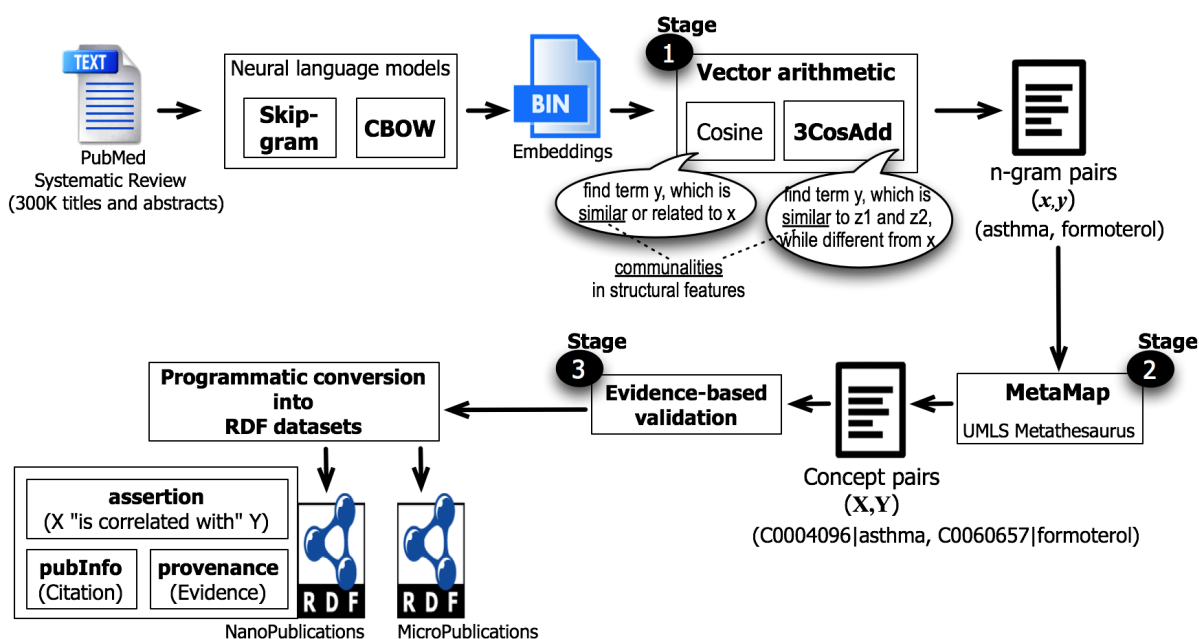 TEXT
PubMed
Systematic Review
(300K titles and abstracts)
Neural language models
Skip-
gram
CBOW
BIN
Embeddings
Stage
1
Vector arithmetic
Cosine
3CosAdd
find term y, which is
similar or related to x
find term y, which is
similar to z1 and z2,
while different from x
communalities
in structural features
n-gram pairs
(x,y)
(asthma, formoterol)
Stage
2
MetaMap
UMLS Metathesaurus
Concept pairs
(X,Y)
(C0004096|asthma, C0060657|formoterol)
Stage
3
Evidence-based
validation
Programmatic conversion
into
RDF datasets
assertion
(X "is correlated with" Y)
pubInfo
(Citation)
provenance
(Evidence)
RDF
NanoPublications
RDF
MicroPublications